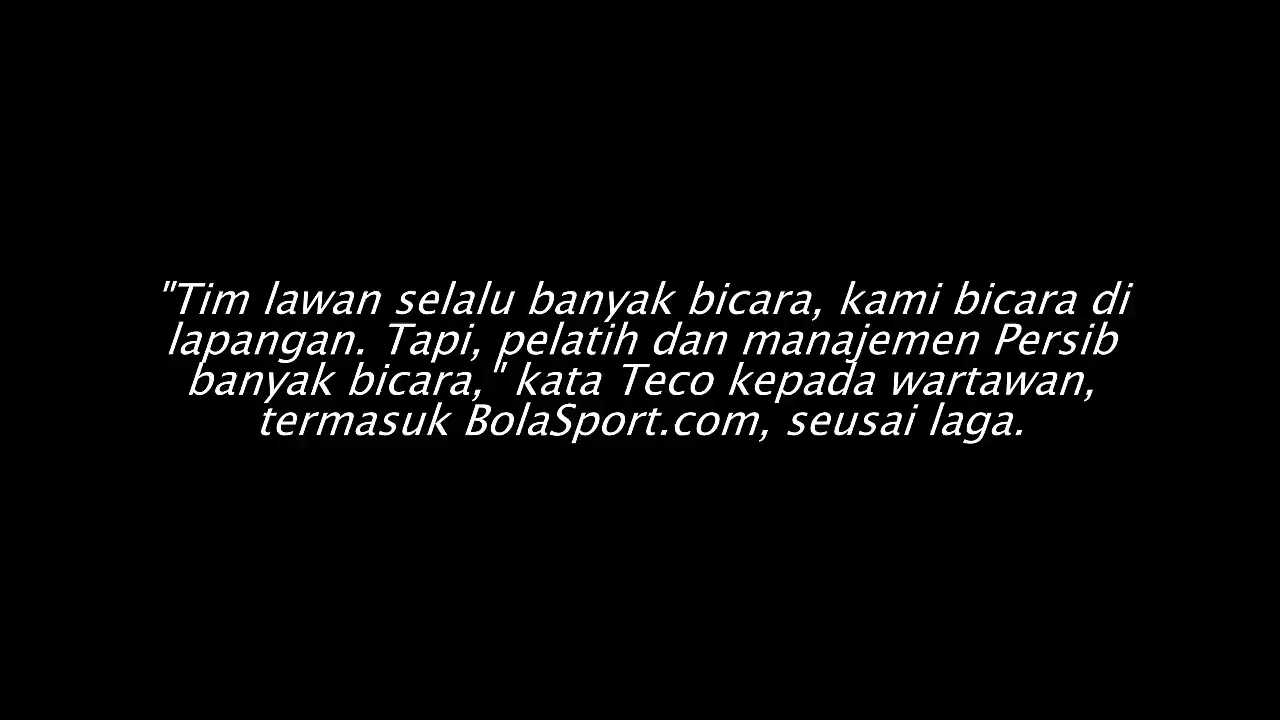 "Tim lawan selalu banyak bicara, kami bicara di
lapangan. Tapi, pelatih dan manajemen Persib
banyak bicara," kata Teco kepada wartawan,
termasuk BolaSport.com, seusai laga.